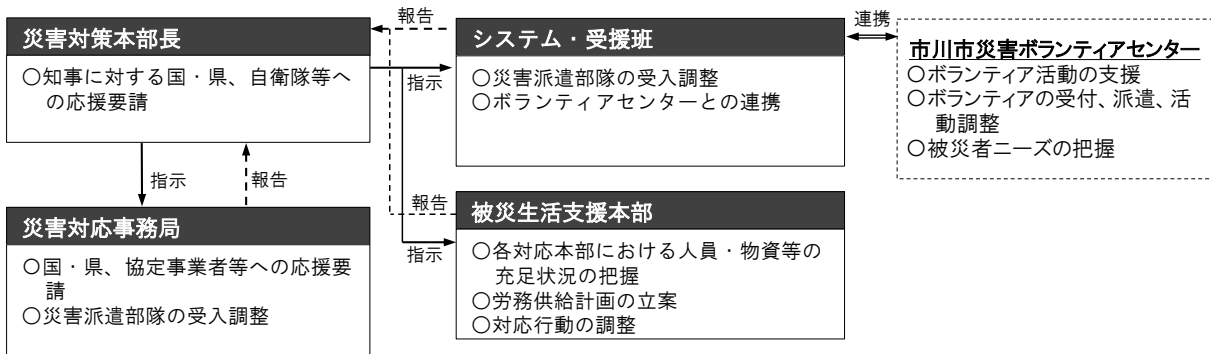 災害対策本部長
○知事に対する国・県、自衛隊等へ
の応援要請
指示
報告
災害対応事務局
○国・県、協定事業者等への応援要
請
○災害派遣部隊の受入調整
報告
指示
システム・受援班
○災害派遣部隊の受入調整
○ボランティアセンターとの連携
報告
指示
被災生活支援本部
○各対応本部における人員・物資等の
充足状況の把握
○労務供給計画の立案
○対応行動の調整
連携
市川市災害ボランティアセンター
○ボランティア活動の支援
○ボランティアの受付、派遣、活
動調整
○被災者ニーズの把握